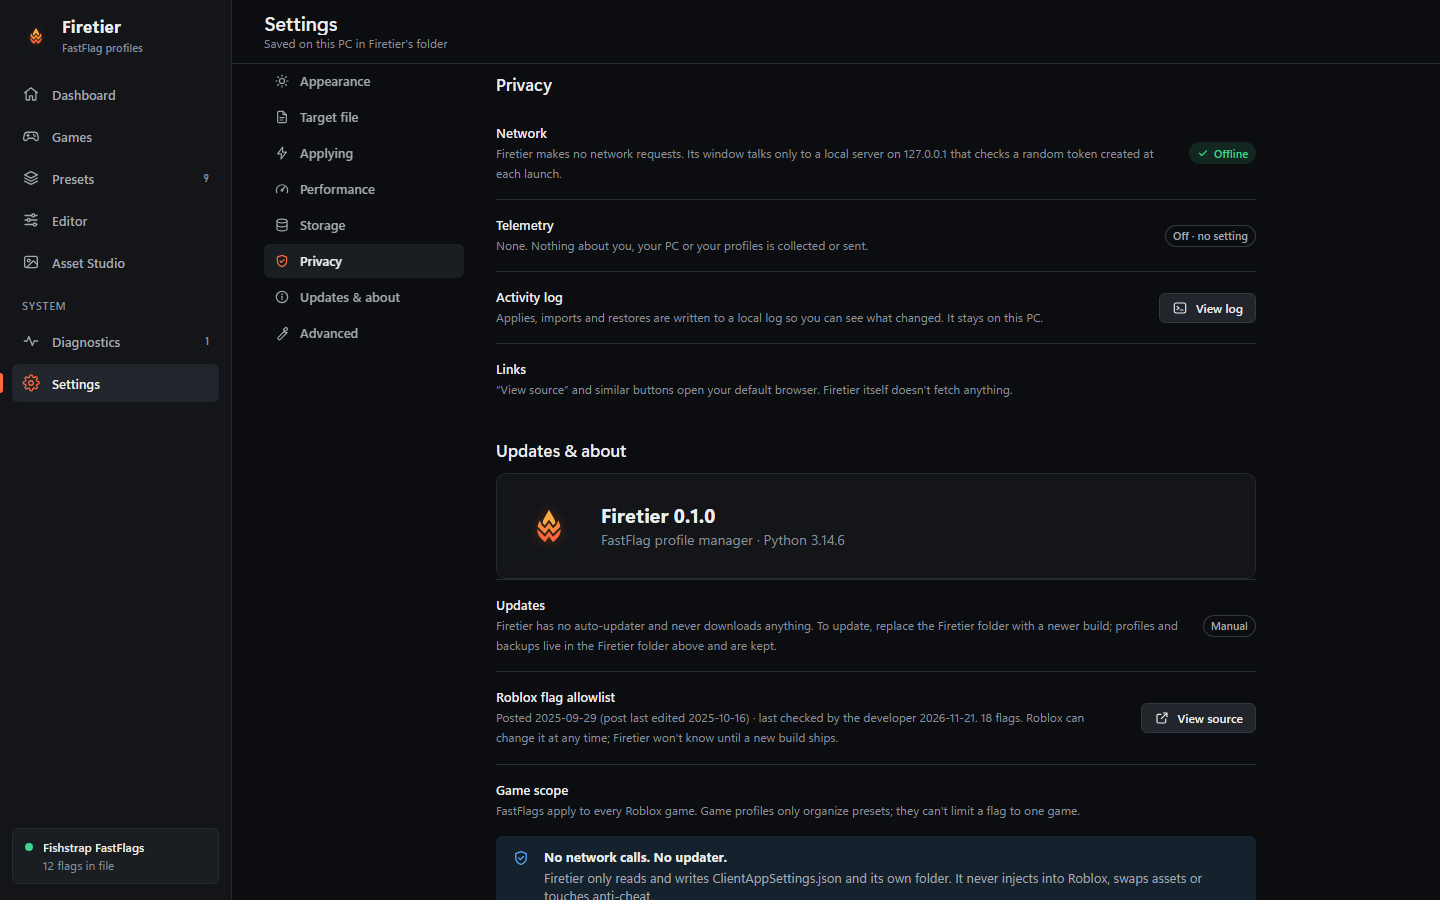 Firetier
FastFlag profiles
Dashboard
Games
Presets 9
Editor
Asset Studio
SYSTEM
Diagnostics 1
Settings
Fishstrap FastFlags
12 flags in file
Settings
Saved on this PC in Firetier's folder
Appearance
Target file
Applying
Performance
Storage
Privacy
Updates & about
Advanced
Privacy
Network
Firetier makes no network requests. Its window talks only to a local server on 127.0.0.1 that checks a random token created at
each launch.
Offline
Telemetry
None. Nothing about you, your PC or your profiles is collected or sent.
Off · no setting
Activity log
Applies, imports and restores are written to a local log so you can see what changed. It stays on this PC.
View log
Links
"View source" and similar buttons open your default browser. Firetier itself doesn't fetch anything.
Updates & about
Firetier 0.1.0
FastFlag profile manager · Python 3.14.6
Updates
Firetier has no auto-updater and never downloads anything. To update, replace the Firetier folder with a newer build; profiles and
backups live in the Firetier folder above and are kept.
Manual
Roblox flag allowlist
Posted 2025-09-29 (post last edited 2025-10-16) · last checked by the developer 2026-11-21. 18 flags. Roblox can
change it at any time; Firetier won't know until a new build ships.
View source
Game scope
FastFlags apply to every Roblox game. Game profiles only organize presets; they can't limit a flag to one game.
No network calls. No updater.
Firetier only reads and writes ClientAppSettings.json and its own folder. It never injects into Roblox, swaps assets or
touches anti-cheat.